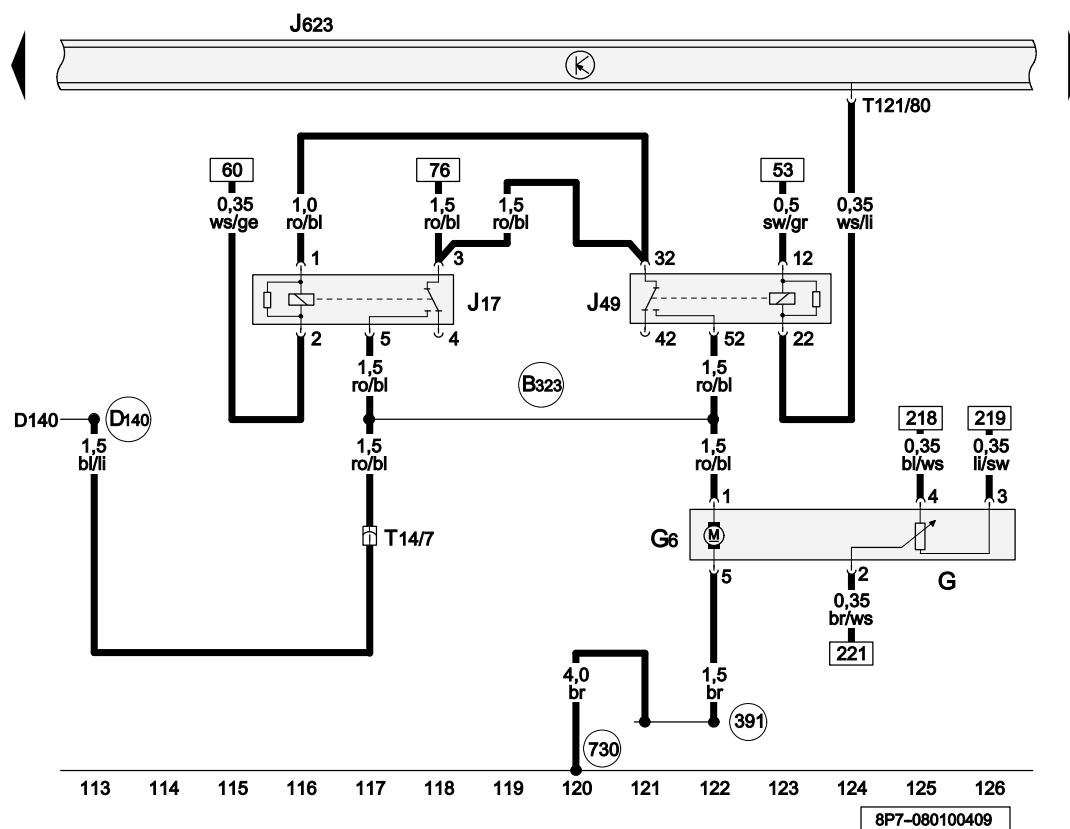 J623
T121/80
60
76
53
0,35
ws/ge
1,0
ro/bl
1,5
ro/bl
1,5
ro/bl
0,5
sw/gr
0,35
ws/li
1
3
32
12
J17
J49
2
5
4
42
52
22
1,5
ro/bl
B323
1,5
ro/bl
D140
D140
218
219
1,5
bl/li
1,5
ro/bl
1,5
ro/bl
0,35
bl/ws
0,35
li/sw
1
4
3
T14/7
G6
M
5
2
G
0,35
br/ws
221
4,0
br
1,5
br
391
730
113 114 115 116 117 118 119 120 121 122 123 124 125 126
8P7-080100409